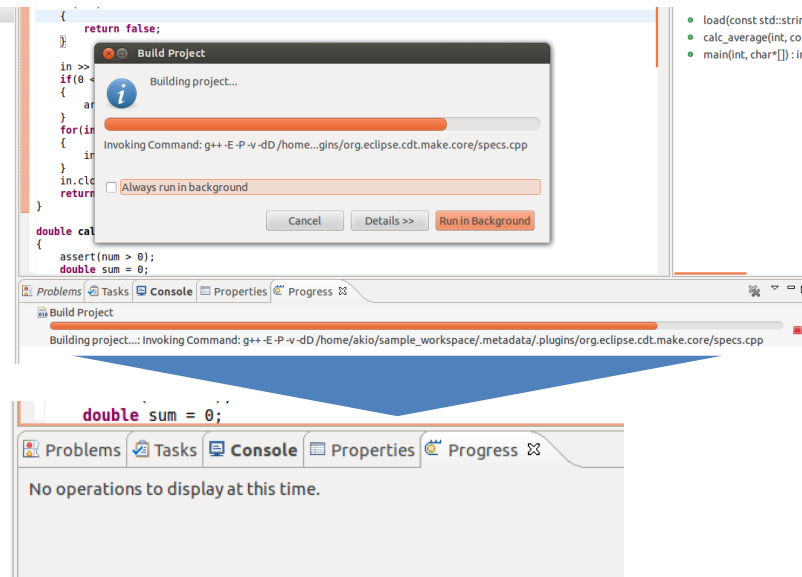 {
return false;
}
Build Project
in >>
if(0 <
{
Building project...
}
for(in
{
Invoking Command: g++ -E -P -v -dD /home...gins/org.eclipse.cdt.make.core/specs.cpp
in
}
in.clo
Always run in background
return
}
Cancel
Details >>
Run in Background
double cal
{
assert(num > 0);
double sum = 0;
load(const std::strin
calc_average(int, co
main(int, char*[]) : in
Problems Tasks Console Properties Progress
Build Project
Building project...: Invoking Command: g++ -E -P -v -dD /home/akio/sample_workspace/.metadata/.plugins/org.eclipse.cdt.make.core/specs.cpp
double sum = 0;
Problems Tasks Console Properties Progress
No operations to display at this time.